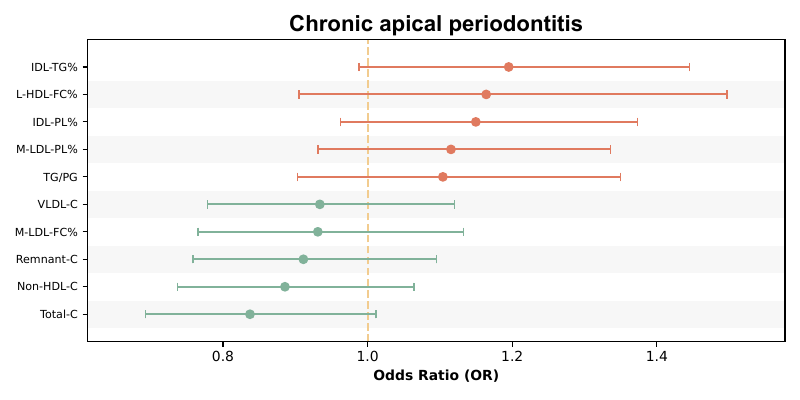 Chronic apical periodontitis
IDL-TG%
L-HDL-FC%
IDL-PL%
M-LDL-PL%
TG/PG
VLDL-C
M-LDL-FC%
Remnant-C
Non-HDL-C
Total-C
0.8 1.0 1.2 1.4
Odds Ratio (OR)